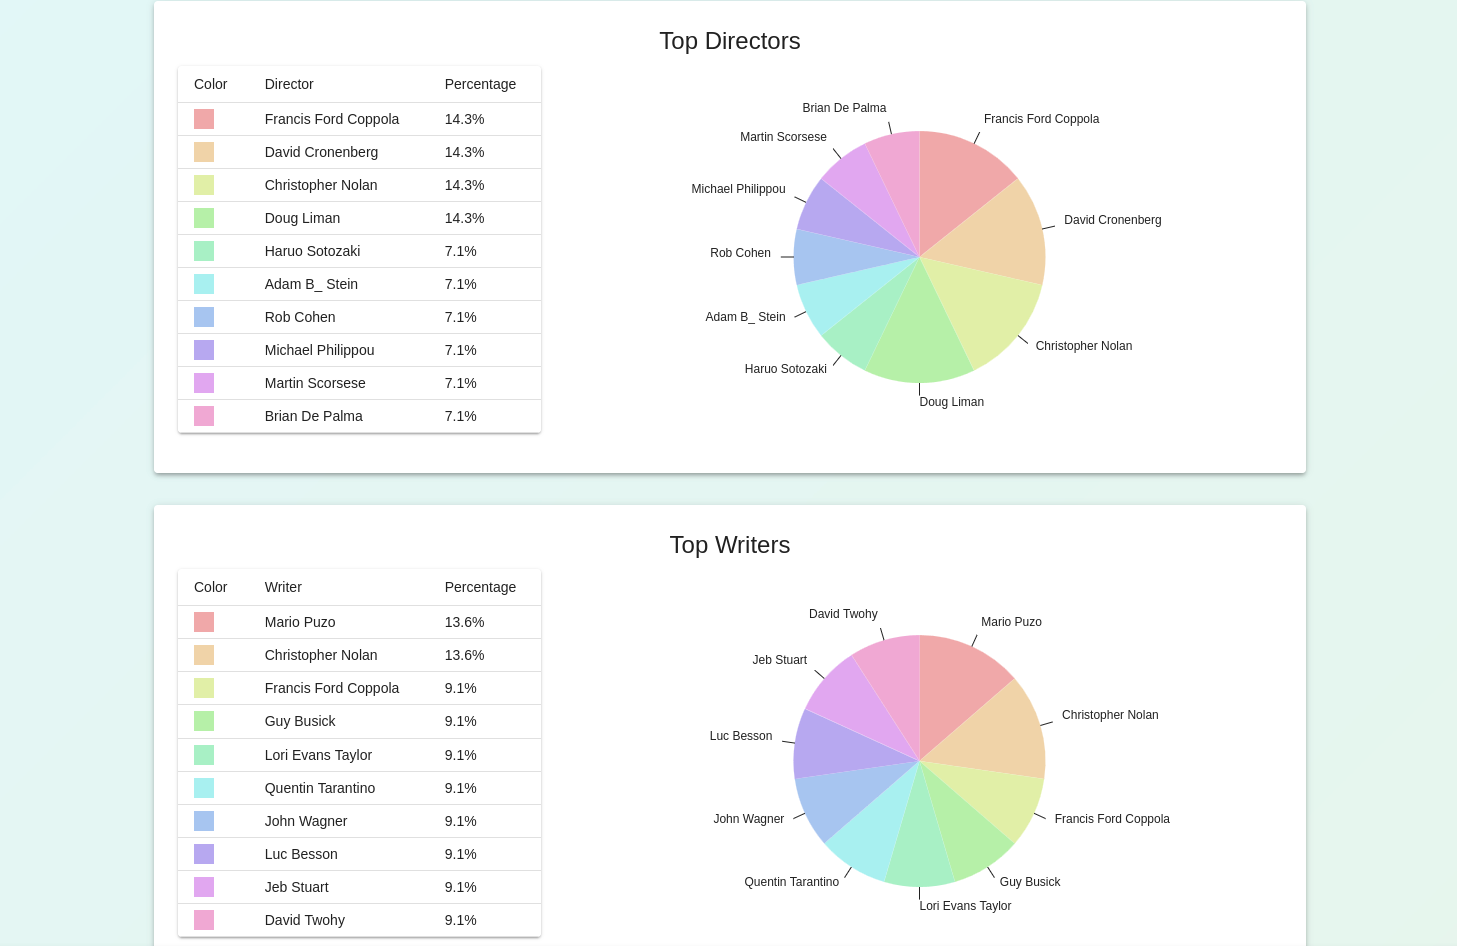 Top Directors
Color Director Percentage
Francis Ford Coppola 14.3%
David Cronenberg 14.3%
Christopher Nolan 14.3%
Doug Liman 14.3%
Haruo Sotozaki 7.1%
Adam B_ Stein 7.1%
Rob Cohen 7.1%
Michael Philippou 7.1%
Martin Scorsese 7.1%
Brian De Palma 7.1%
Brian De Palma
Francis Ford Coppola
Martin Scorsese
Michael Philippou
David Cronenberg
Rob Cohen
Adam B_ Stein
Christopher Nolan
Haruo Sotozaki
Doug Liman
Top Writers
Color Writer Percentage
Mario Puzo 13.6%
Christopher Nolan 13.6%
Francis Ford Coppola 9.1%
Guy Busick 9.1%
Lori Evans Taylor 9.1%
Quentin Tarantino 9.1%
John Wagner 9.1%
Luc Besson 9.1%
Jeb Stuart 9.1%
David Twohy 9.1%
David Twohy
Mario Puzo
Jeb Stuart
Christopher Nolan
Luc Besson
John Wagner
Francis Ford Coppola
Quentin Tarantino
Guy Busick
Lori Evans Taylor